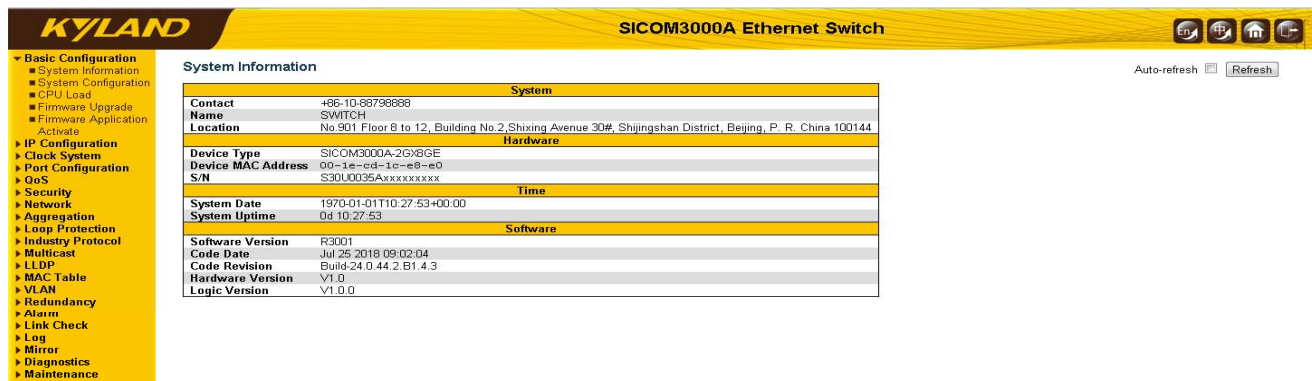 KYLAND
SICOM3000A Ethernet Switch
En
中
Basic Configuration
System Information
System Configuration
CPU Load
Firmware Upgrade
Firmware Application
Activate
IP Configuration
Clock System
Port Configuration
QoS
Security
Network
Aggregation
Loop Protection
Industry Protocol
Multicast
LLDP
MAC Table
VLAN
Redundancy
Alarm
Link Check
Log
Mirror
Diagnostics
Maintenance
System Information
Auto-refresh Refresh
System
Contact +86-10-88798888
Name SWITCH
Location No.901 Floor 8 to 12, Building No.2,Shixing Avenue 30#, Shijingshan District, Beijing, P. R. China 100144
Hardware
Device Type SICOM3000A-2GX8GE
Device MAC Address 00-1e-cd-1c-e8-e0
S/N S30U0035Axxxxxxxxx
Time
System Date 1970-01-01T10:27:53+00:00
System Uptime 0d 10:27:53
Software
Software Version R3001
Code Date Jul 25 2018 09:02:04
Code Revision Build-24.0.44.2.B1.4.3
Hardware Version V1.0
Logic Version V1.0.0